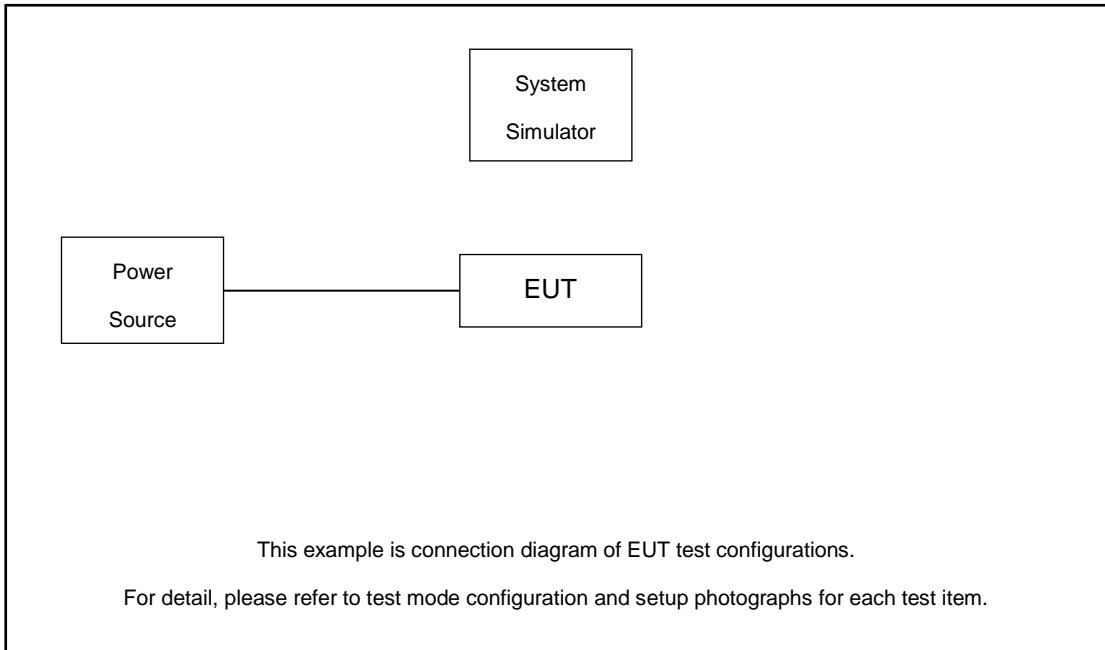 System
Simulator
Power
Source
EUT
This example is connection diagram of EUT test configurations.
For detail, please refer to test mode configuration and setup photographs for each test item.